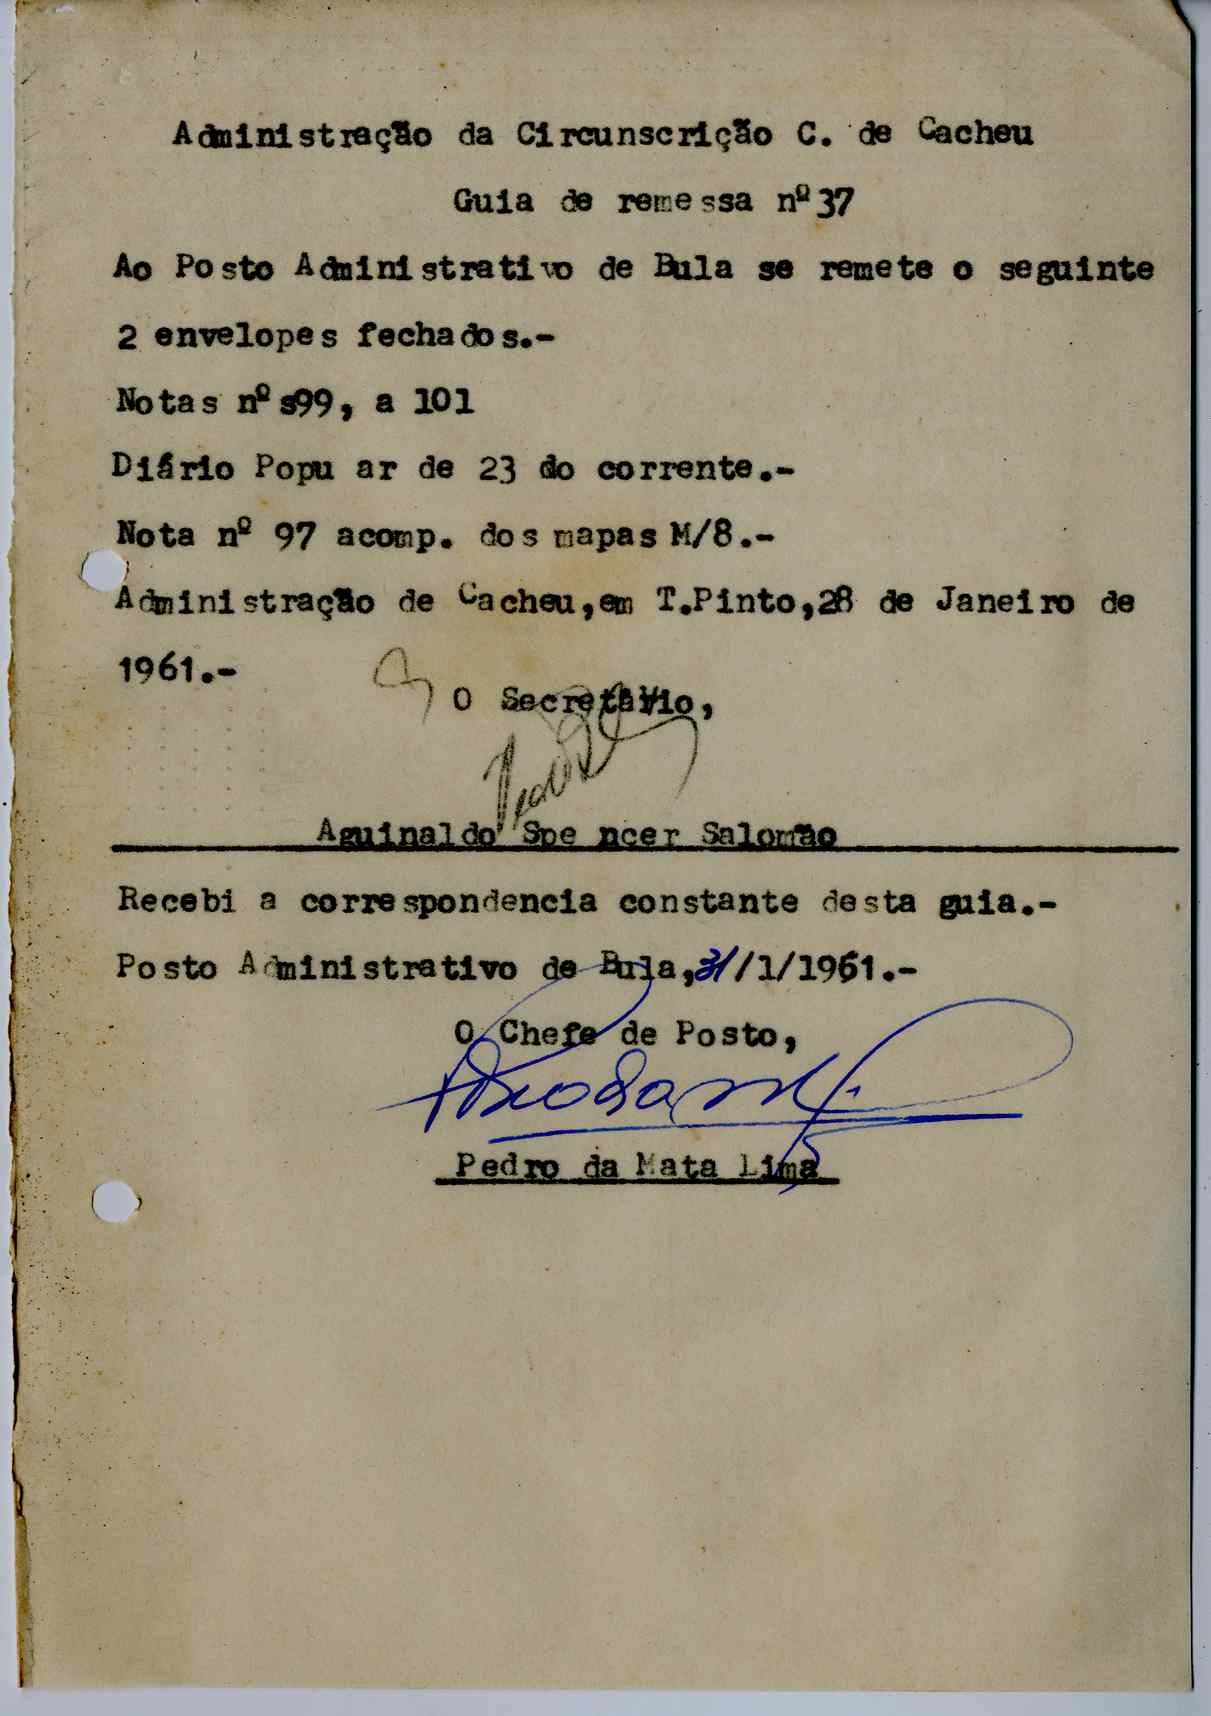 Administração da Circunscrição C. de Cacheu
Guia de remessa nº 37
Ao Posto Administrativo de Bula se remete o seguinte
2 envelopes fechados.-
Notas nºs99, a 101
Diário Popu ar de 23 do corrente.-
Nota nº 97 acomp. dos mapas M/8.-
Administração de Cacheu,em T.Pinto,28 de Janeiro de
1961.-
O Secretário,
Aguinaldo Spe ncer Salomão
Recebi a correspondencia constante desta guia.-
Posto Administrativo de Bula,31/1/1961.-
O Chefe de Posto,
Pedro da Mata Lima